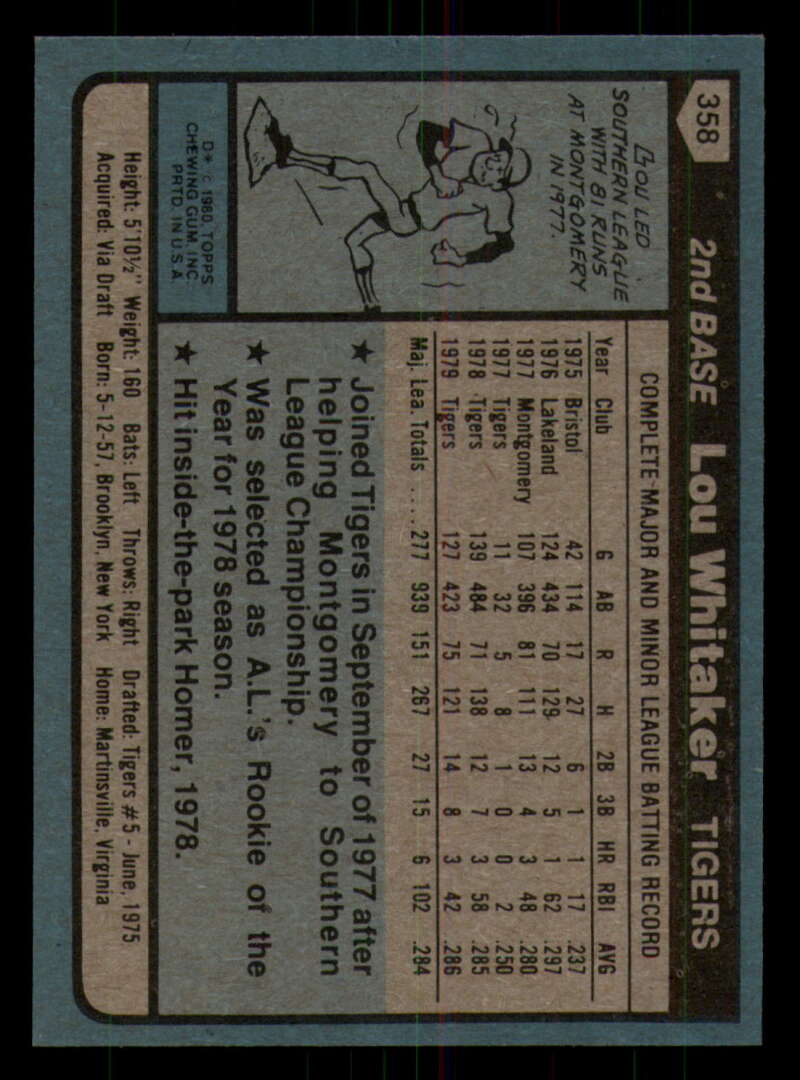 358
2nd BASE Lou Whitaker TIGERS
LOU LED
SOUTHERN LEAGUE
WITH 81 RUNS
AT MONTGOMERY
IN 1977.
D* © 1980, TOPPS
CHEWING GUM, INC.
PRTD. IN U.S.A.
COMPLETE MAJOR AND MINOR LEAGUE BATTING RECORD
Year Club G AB R H 2B 3B HR RBI AVG
1975 Bristol 42 114 17 27 6 1 1 17 .237
1976 Lakeland 124 434 70 129 12 5 1 62 .297
1977 Montgomery 107 396 81 111 13 4 3 48 .280
1977 Tigers 11 32 5 8 1 0 0 2 .250
1978 Tigers 139 484 71 138 12 7 3 58 .285
1979 Tigers 127 423 75 121 14 8 3 42 .286
Maj. Lea. Totals ..... 277 939 151 267 27 15 6 102 .284
★ Joined Tigers in September of 1977 after
helping Montgomery to Southern
League Championship.
★ Was selected as A.L.'s Rookie of the
Year for 1978 season.
★ Hit inside-the-park Homer, 1978.
Height: 5'10½" Weight: 160 Bats: Left Throws: Right Drafted: Tigers #5 - June, 1975
Acquired: Via Draft Born: 5-12-57, Brooklyn, New York Home: Martinsville, Virginia